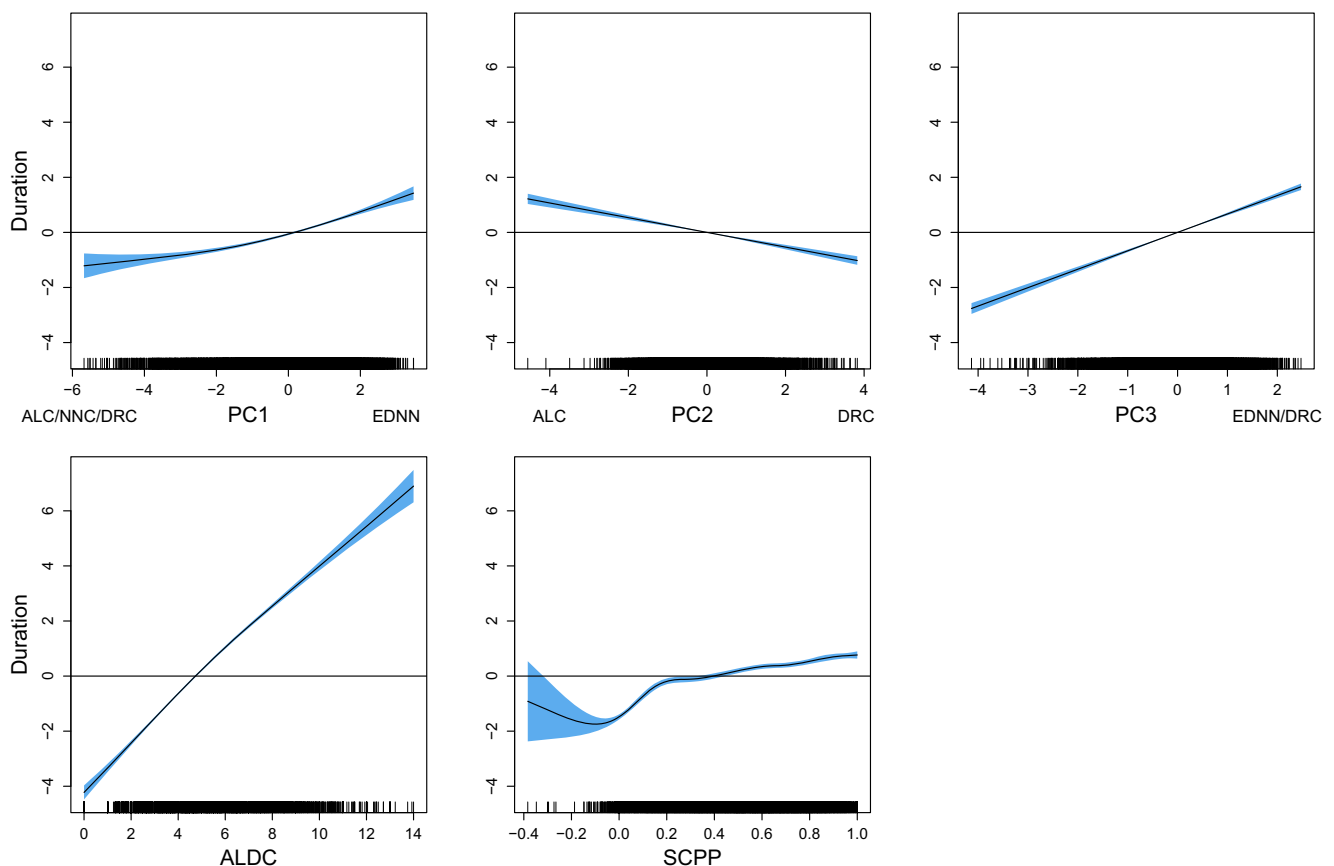 6
4
2
0
−2
−4
Duration
−6 −4 −2 0 2
ALC/NNC/DRC PC1 EDNN
6
4
2
0
−2
−4
−4 −2 0 2 4
ALC PC2 DRC
6
4
2
0
−2
−4
−4 −3 −2 −1 0 1 2
PC3 EDNN/DRC
6
4
2
0
−2
−4
Duration
0 2 4 6 8 10 12 14
ALDC
6
4
2
0
−2
−4
−0.4 −0.2 0.0 0.2 0.4 0.6 0.8 1.0
SCPP